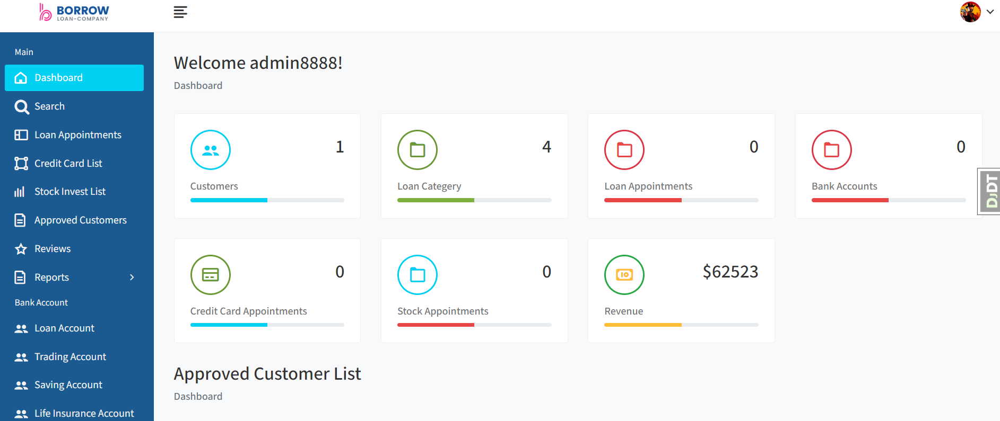 BORROW
LOAN-COMPANY
Main
Dashboard
Search
Loan Appointments
Credit Card List
Stock Invest List
Approved Customers
Reviews
Reports
Bank Account
Loan Account
Trading Account
Saving Account
Life Insurance Account
Welcome admin8888!
Dashboard
1
Customers
4
Loan Categery
0
Loan Appointments
0
Bank Accounts
DJDT
0
Credit Card Appointments
0
Stock Appointments
10
$62523
Revenue
Approved Customer List
Dashboard